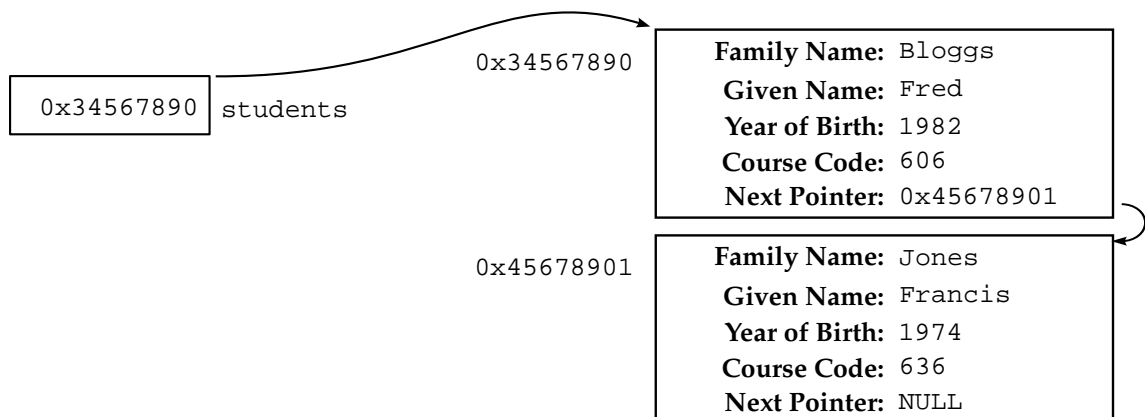 0x34567890 students
0x34567890
Family Name: Bloggs
Given Name: Fred
Year of Birth: 1982
Course Code: 606
Next Pointer: 0x45678901
0x45678901
Family Name: Jones
Given Name: Francis
Year of Birth: 1974
Course Code: 636
Next Pointer: NULL